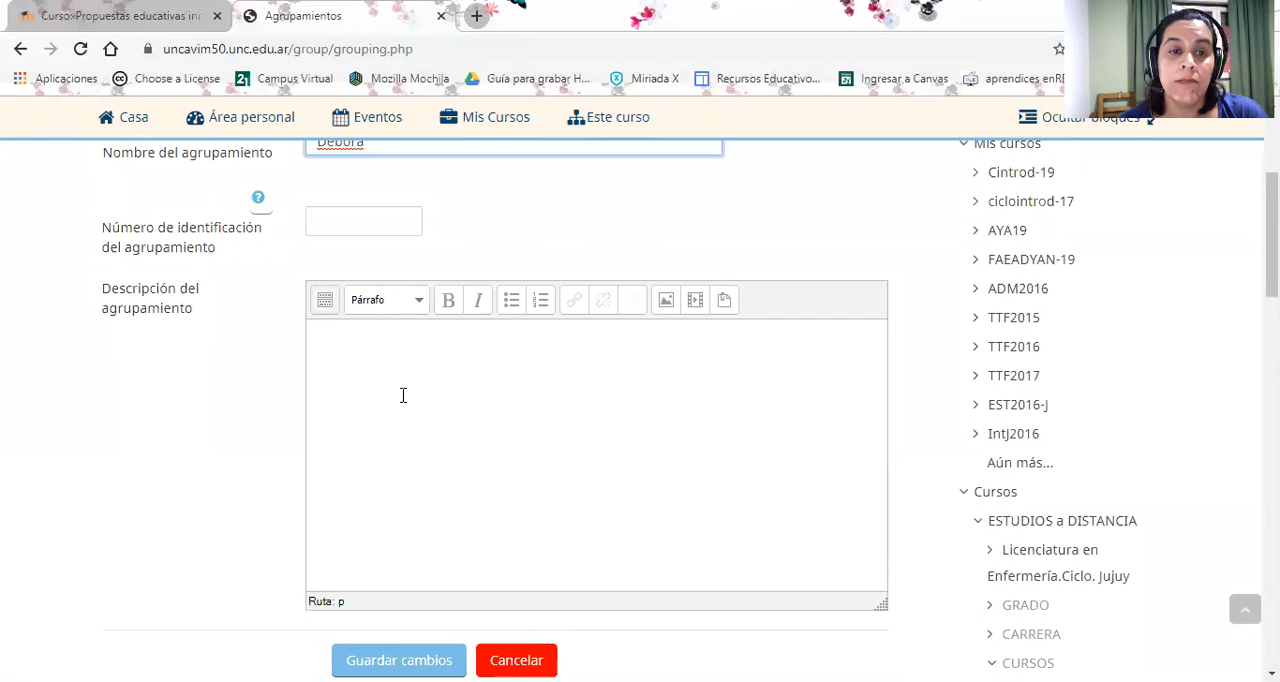 Curso: Propuestas educativas in
Agrupamientos
uncavim50.unc.edu.ar/group/grouping.php
Aplicaciones
Choose a License
Campus Virtual
Mozilla Mochila
Guía para grabar H...
Miriada X
Recursos Educativo...
Ingresar a Canvas
aprendices enRE
Casa
Área personal
Eventos
Mis Cursos
Este curso
Ocultar bloques
Nombre del agrupamiento
Debora
Número de identificación
del agrupamiento
Descripción del
agrupamiento
Párrafo
B I
Ruta: p
Guardar cambios
Cancelar
Mis cursos
Cintrod-19
ciclointrod-17
AYA19
FAEADYAN-19
ADM2016
TTF2015
TTF2016
TTF2017
EST2016-J
IntJ2016
Aún más...
Cursos
ESTUDIOS a DISTANCIA
Licenciatura en
Enfermería.Ciclo. Jujuy
GRADO
CARRERA
CURSOS